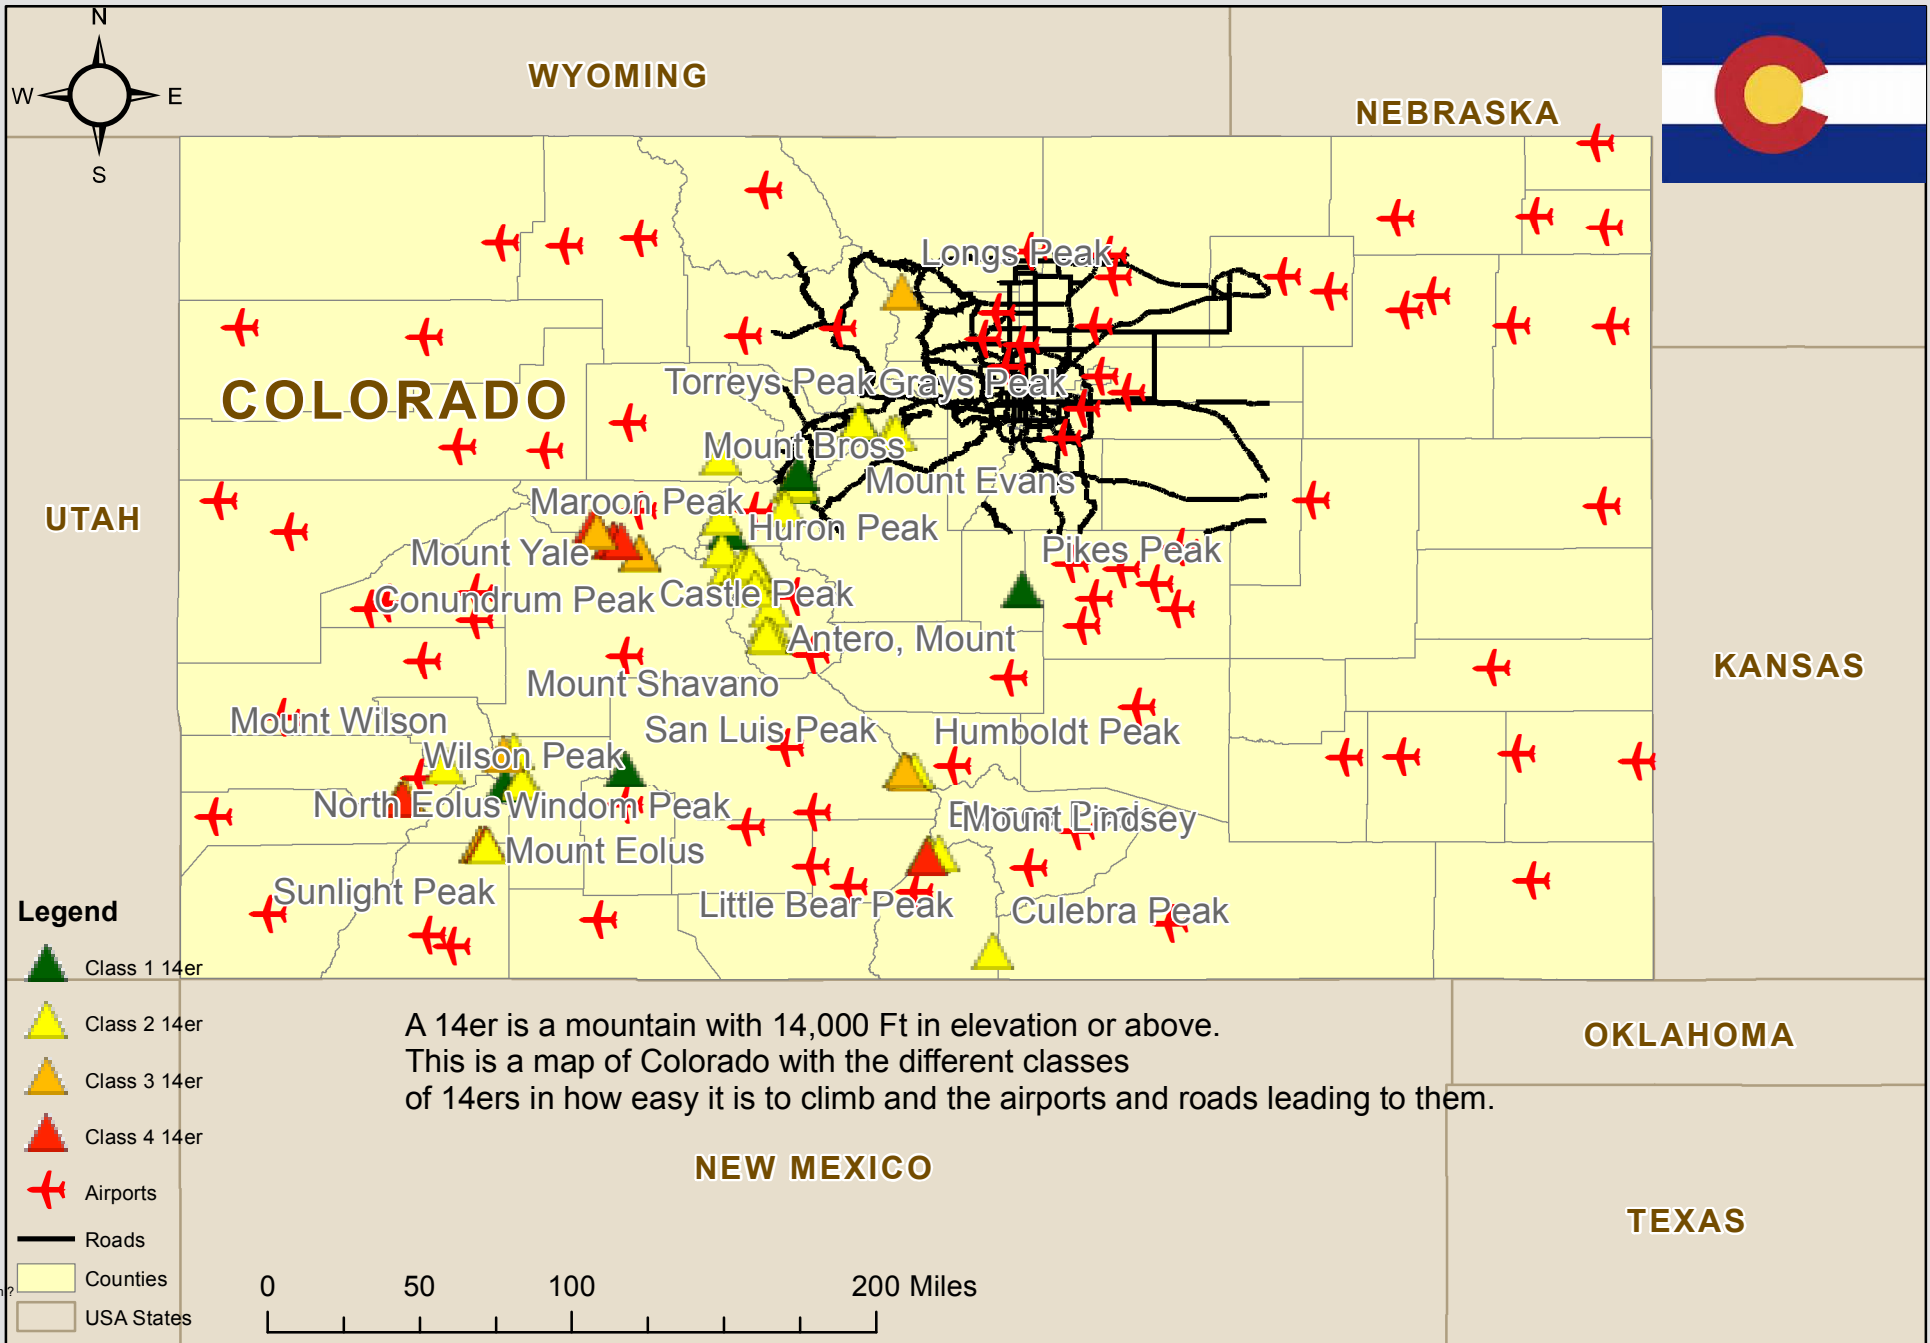 N
W
E
S
WYOMING
NEBRASKA
Longs Peak
COLORADO
Torreys Peak
Grays Peak
Mount Bross
Mount Evans
UTAH
Maroon Peak
Huron Peak
Mount Yale
Pikes Peak
Conundrum Peak
Castle Peak
Antero, Mount
KANSAS
Mount Shavano
Mount Wilson
San Luis Peak
Humboldt Peak
Wilson Peak
North Eolus
Windom Peak
Mount Lindsey
Mount Eolus
Sunlight Peak
Little Bear Peak
Culebra Peak
Legend
Class 1 14er
Class 2 14er
Class 3 14er
Class 4 14er
Airports
Roads
Counties
USA States
A 14er is a mountain with 14,000 Ft in elevation or above.
This is a map of Colorado with the different classes
of 14ers in how easy it is to climb and the airports and roads leading to them.
OKLAHOMA
NEW MEXICO
TEXAS
0 50 100 200 Miles